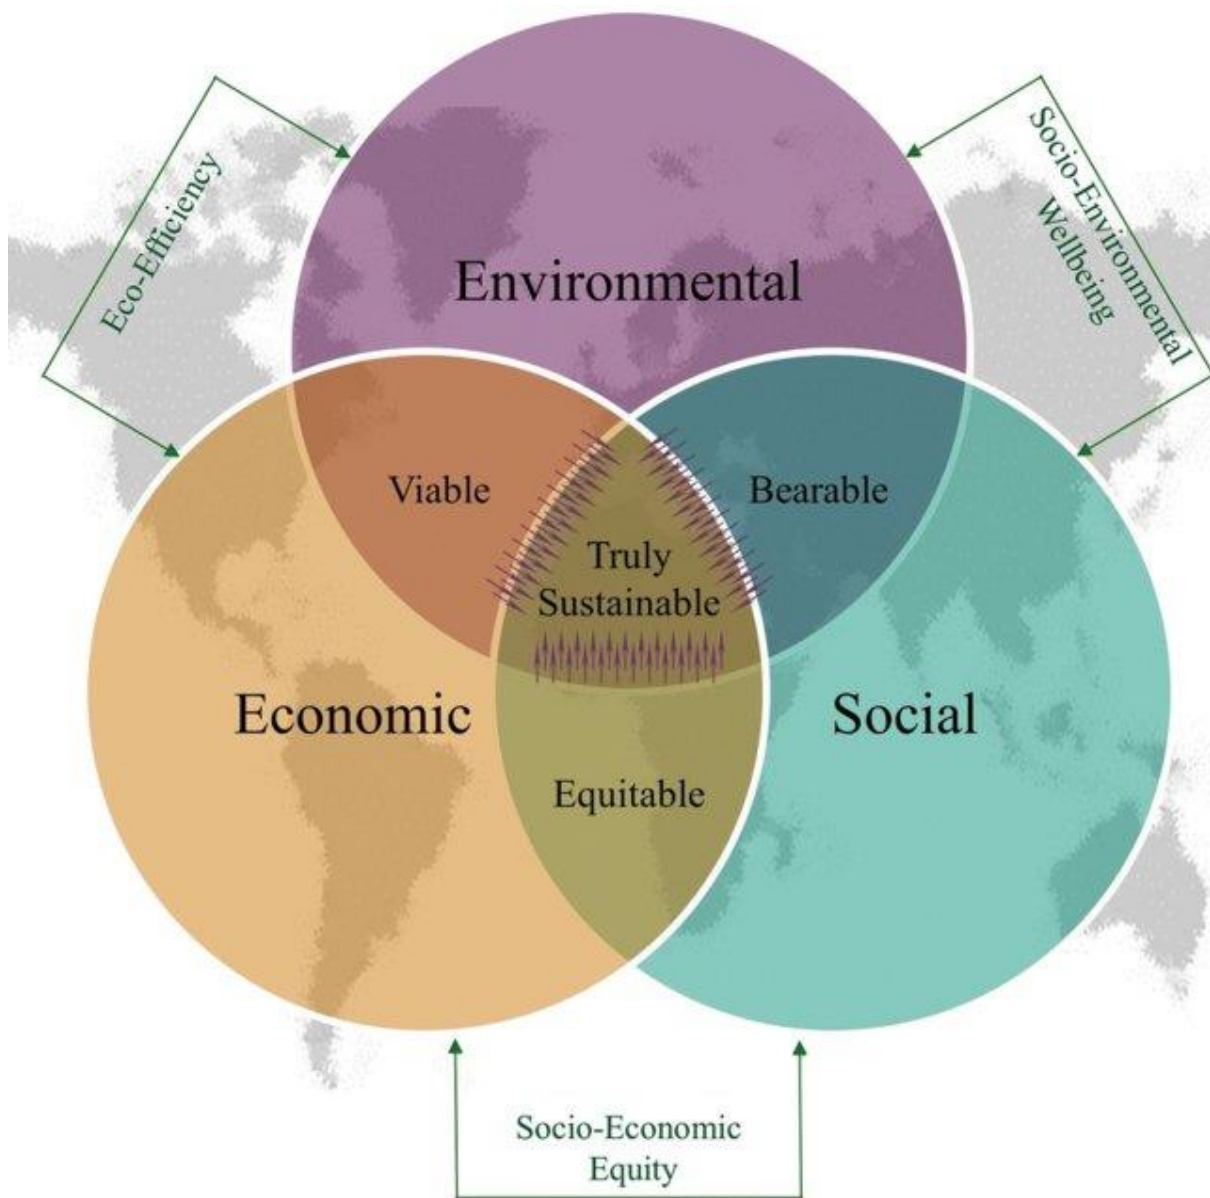 Eco-Efficiency
Socio-Environmental
Wellbeing
Environmental
Viable
Bearable
Truly
Sustainable
Economic
Social
Equitable
Socio-Economic
Equity